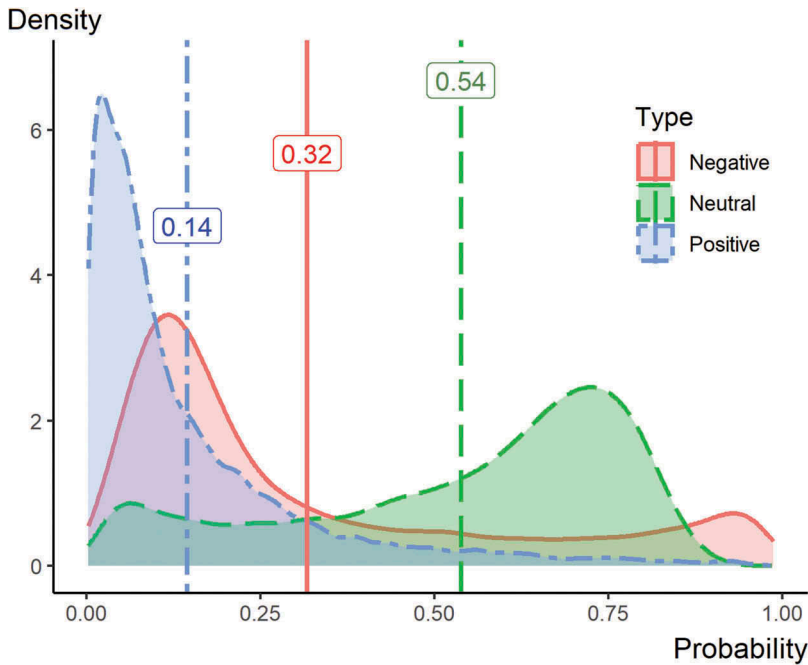 Density
0.54
6
Type
0.32
Negative
Neutral
0.14
Positive
4
2
0
0.00 0.25 0.50 0.75 1.00
Probability